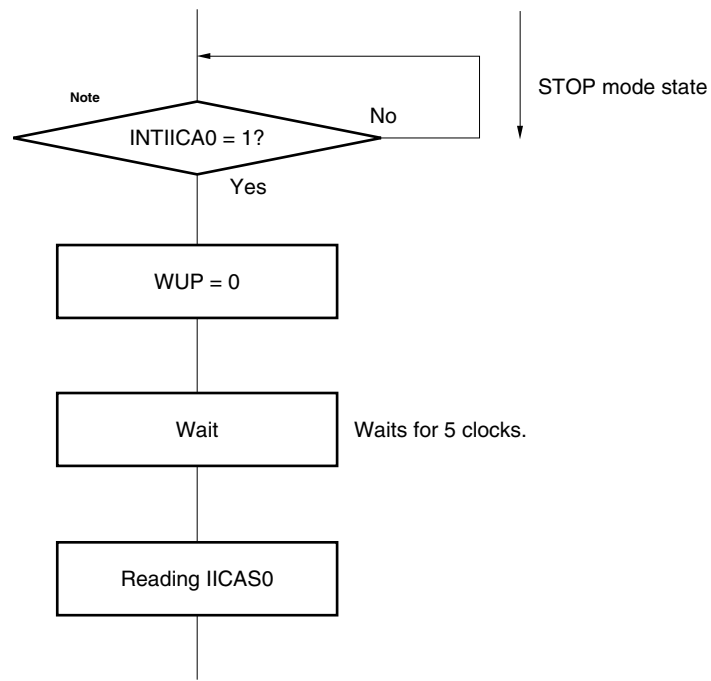 STOP mode state
Note
No
INTIICA0 = 1?
Yes
WUP = 0
Wait
Waits for 5 clocks.
Reading IICAS0